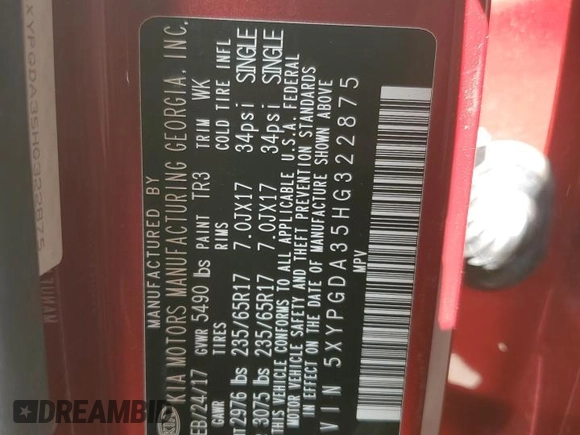 MANUFACTURED BY
KIA MOTORS MANUFACTURING GEORGIA, INC.
EB/24/17 GVWR 5490 lbs PAINT TR3 TRIM WK
GAWR TIRES RIMS COLD TIRE INFL
2976 lbs 235/65R17 7.0JX17 34psi SINGLE
3075 lbs 235/65R17 7.0JX17 34psi SINGLE
THIS VEHICLE CONFORMS TO ALL APPLICABLE U.S.A. FEDERAL
MOTOR VEHICLE SAFETY AND THEFT PREVENTION STANDARDS
IN EFFECT ON THE DATE OF MANUFACTURE SHOWN ABOVE
VIN 5XYPGDA35HG322875
MPV
XYPGDA35HG322875
DREAMBID